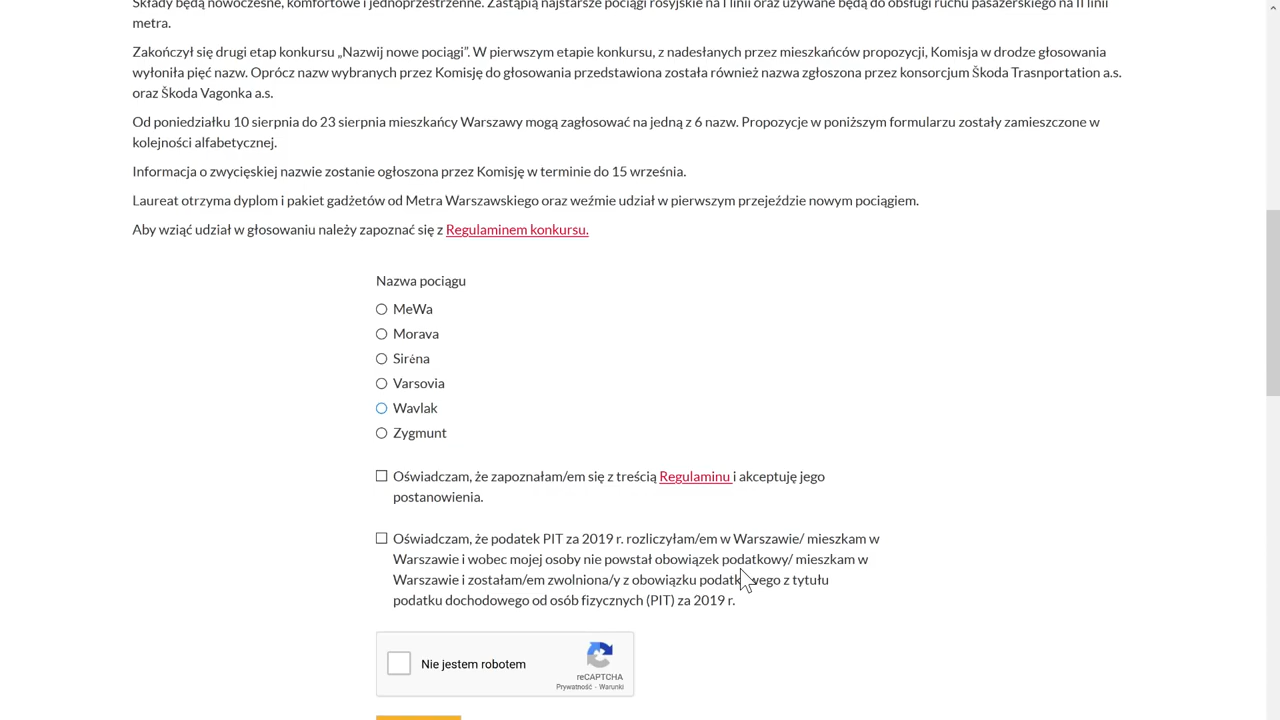 Składy będą nowoczesne, komfortowe i jednoprzestrzenne. Zastąpią najstarsze pociągi rosyjskie na I linii oraz używane będą do obsługi ruchu pasażerskiego na II linii
metra.
Zakończył się drugi etap konkursu „Nazwij nowe pociągi”. W pierwszym etapie konkursu, z nadesłanych przez mieszkańców propozycji, Komisja w drodze głosowania
wyłoniła pięć nazw. Oprócz nazw wybranych przez Komisję do głosowania przedstawiona została również nazwa zgłoszona przez konsorcjum Škoda Trasnportation a.s.
oraz Škoda Vagonka a.s.
Od poniedziałku 10 sierpnia do 23 sierpnia mieszkańcy Warszawy mogą zagłosować na jedną z 6 nazw. Propozycje w poniższym formularzu zostały zamieszczone w
kolejności alfabetycznej.
Informacja o zwycięskiej nazwie zostanie ogłoszona przez Komisję w terminie do 15 września.
Laureat otrzyma dyplom i pakiet gadżetów od Metra Warszawskiego oraz weźmie udział w pierwszym przejeździe nowym pociągiem.
Aby wziąć udział w głosowaniu należy zapoznać się z Regulaminem konkursu.
Nazwa pociągu
MeWa
Morava
Sirėna
Varsovia
Wavlak
Zygmunt
Oświadczam, że zapoznałam/em się z treścią Regulaminu i akceptuję jego
postanowienia.
Oświadczam, że podatek PIT za 2019 r. rozliczyłam/em w Warszawie/ mieszkam w
Warszawie i wobec mojej osoby nie powstał obowiązek podatkowy/ mieszkam w
Warszawie i zostałam/em zwolniona/y z obowiązku podatkowego z tytułu
podatku dochodowego od osób fizycznych (PIT) za 2019 r.
Nie jestem robotem
reCAPTCHA
Prywatność - Warunki